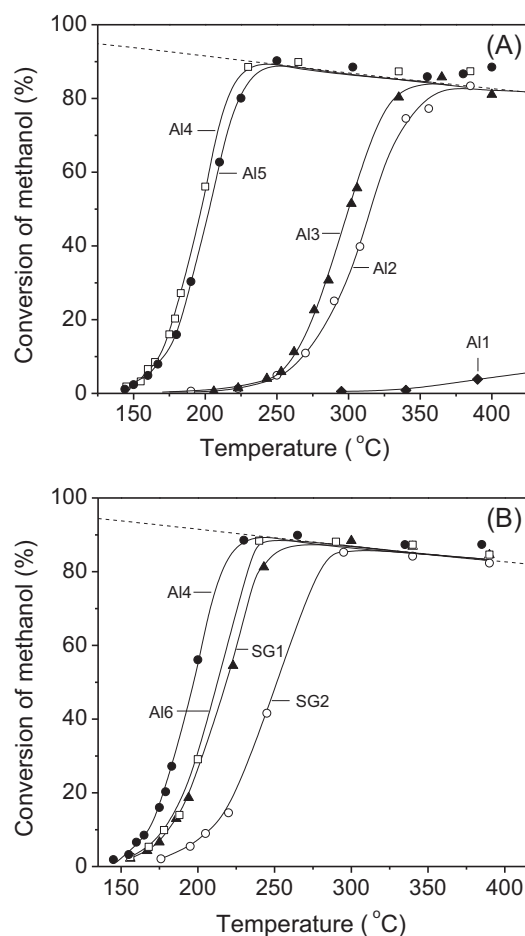 (A)
Conversion of methanol (%)
100
80
60
40
20
0
Al4
Al5
Al3
Al2
Al1
150 200 250 300 350 400
Temperature ( °C)
(B)
Conversion of methanol (%)
100
80
60
40
20
0
Al4
SG1
Al6
SG2
150 200 250 300 350 400
Temperature ( °C)